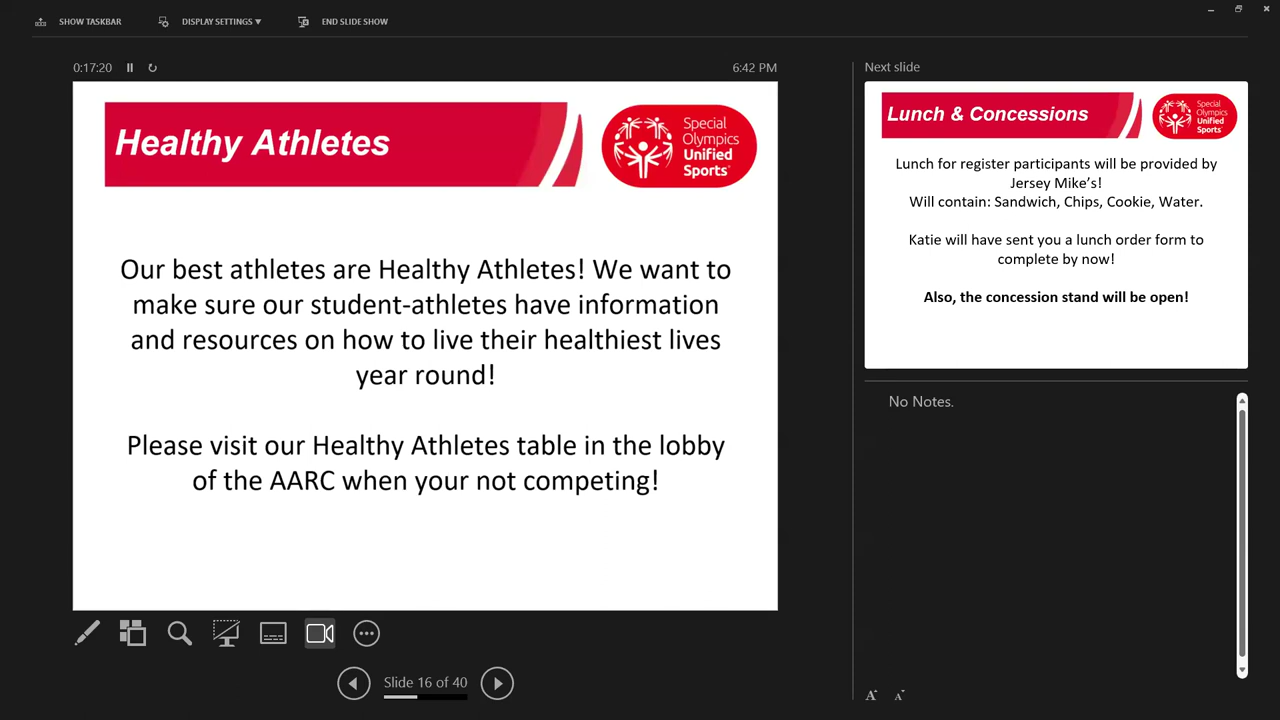 SHOW TASKBAR
DISPLAY SETTINGS ▼
END SLIDE SHOW
0:17:20
6:42 PM
Healthy Athletes
Special
Olympics
Unified
Sports
Our best athletes are Healthy Athletes! We want to
make sure our student-athletes have information
and resources on how to live their healthiest lives
year round!
Please visit our Healthy Athletes table in the lobby
of the AARC when your not competing!
Slide 16 of 40
Next slide
Lunch & Concessions
Special
Olympics
Unified
Sports
Lunch for register participants will be provided by
Jersey Mike’s!
Will contain: Sandwich, Chips, Cookie, Water.
Katie will have sent you a lunch order form to
complete by now!
Also, the concession stand will be open!
No Notes.
A A